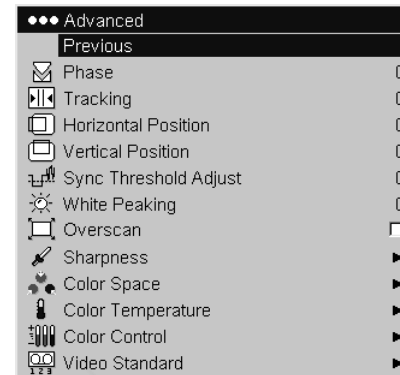 Advanced
Previous
Phase
Tracking
Horizontal Position
Vertical Position
Sync Threshold Adjust
White Peaking
Overscan
Sharpness
Color Space
Color Temperature
Color Control
Video Standard